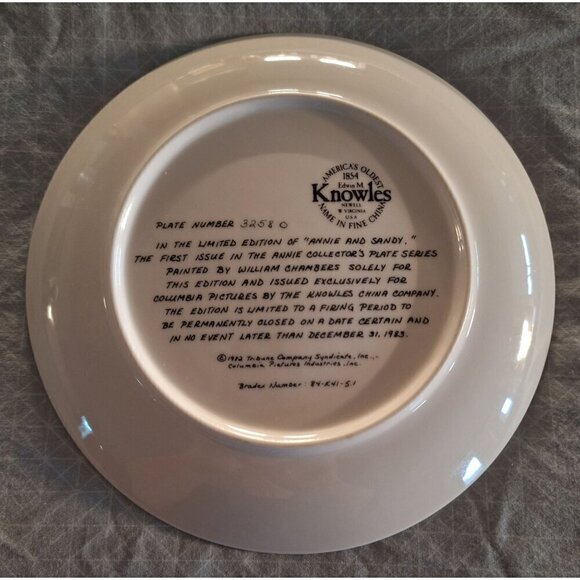 AMERICA'S OLDEST
1854
Edwin M.
Knowles
NEWELL
W. VIRGINIA
U.S.A.
NAME IN FINE CHINA
PLATE NUMBER 3258 O
IN THE LIMITED EDITION OF "ANNIE AND SANDY,"
THE FIRST ISSUE IN THE ANNIE COLLECTOR'S PLATE SERIES
PAINTED BY WILLIAM CHAMBERS SOLELY FOR
THIS EDITION AND ISSUED EXCLUSIVELY FOR
COLUMBIA PICTURES BY THE KNOWLES CHINA COMPANY.
THE EDITION IS LIMITED TO A FIRING PERIOD TO
BE PERMANENTLY CLOSED ON A DATE CERTAIN AND
IN NO EVENT LATER THAN DECEMBER 31, 1983.
©1982 Tribune Company Syndicate, Inc.,
Columbia Pictures Industries, Inc.
Bradex Number: 84-K41-5.1